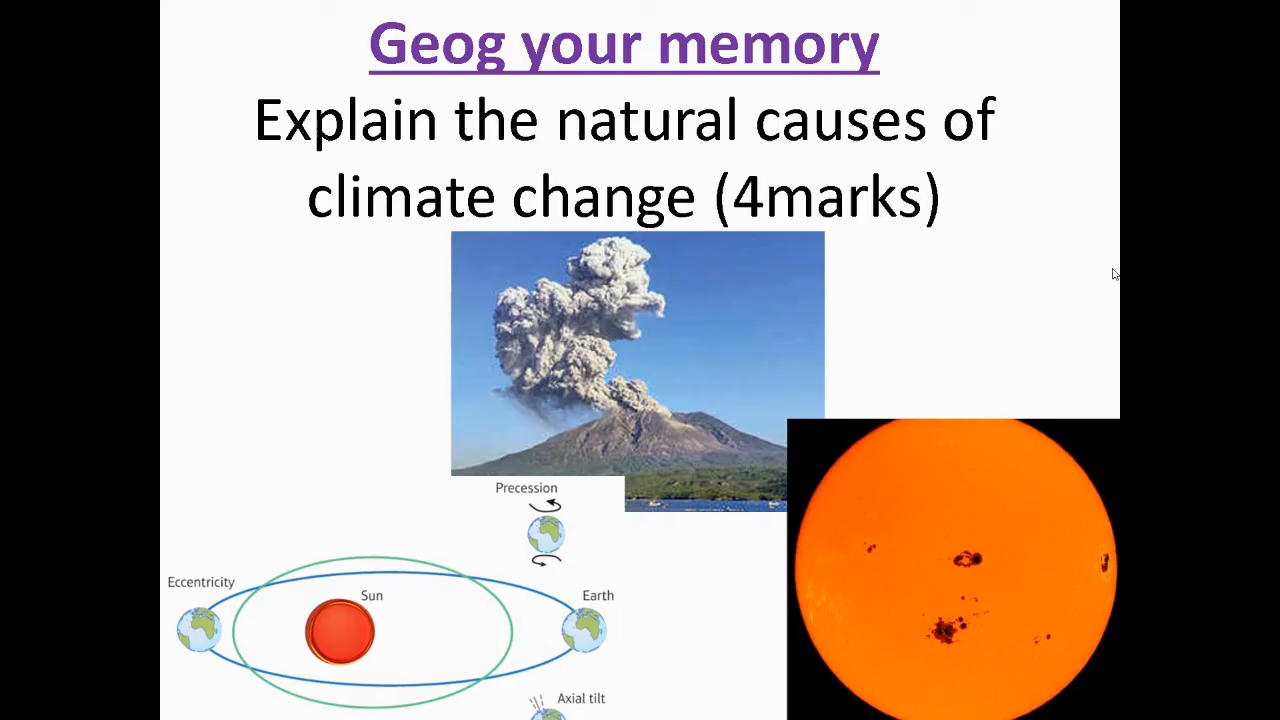 Geog your memory
Explain the natural causes of
climate change (4marks)
Precession
Eccentricity
Sun
Earth
Axial tilt